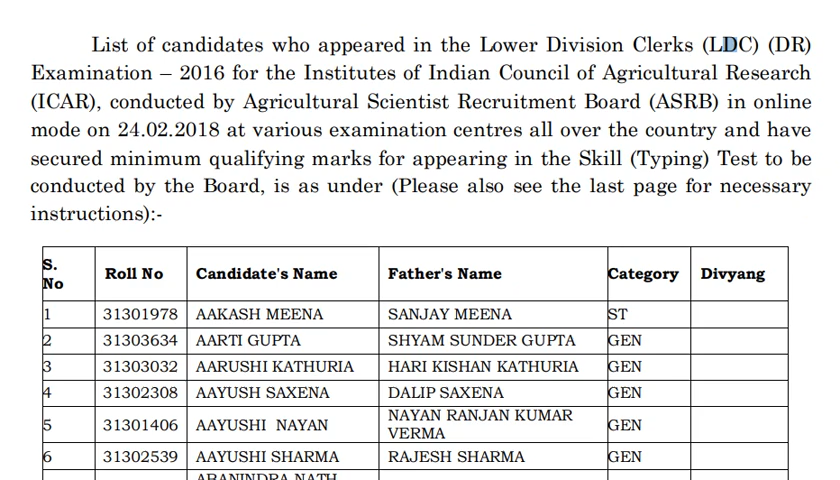 List of candidates who appeared in the Lower Division Clerks (LDC) (DR)
Examination – 2016 for the Institutes of Indian Council of Agricultural Research
(ICAR), conducted by Agricultural Scientist Recruitment Board (ASRB) in online
mode on 24.02.2018 at various examination centres all over the country and have
secured minimum qualifying marks for appearing in the Skill (Typing) Test to be
conducted by the Board, is as under (Please also see the last page for necessary
instructions):-
S. No Roll No Candidate's Name Father's Name Category Divyang
1 31301978 AAKASH MEENA SANJAY MEENA ST
2 31303634 AARTI GUPTA SHYAM SUNDER GUPTA GEN
3 31303032 AARUSHI KATHURIA HARI KISHAN KATHURIA GEN
4 31302308 AAYUSH SAXENA DALIP SAXENA GEN
5 31301406 AAYUSHI NAYAN NAYAN RANJAN KUMAR VERMA GEN
6 31302539 AAYUSHI SHARMA RAJESH SHARMA GEN
ABANINDRA NATH